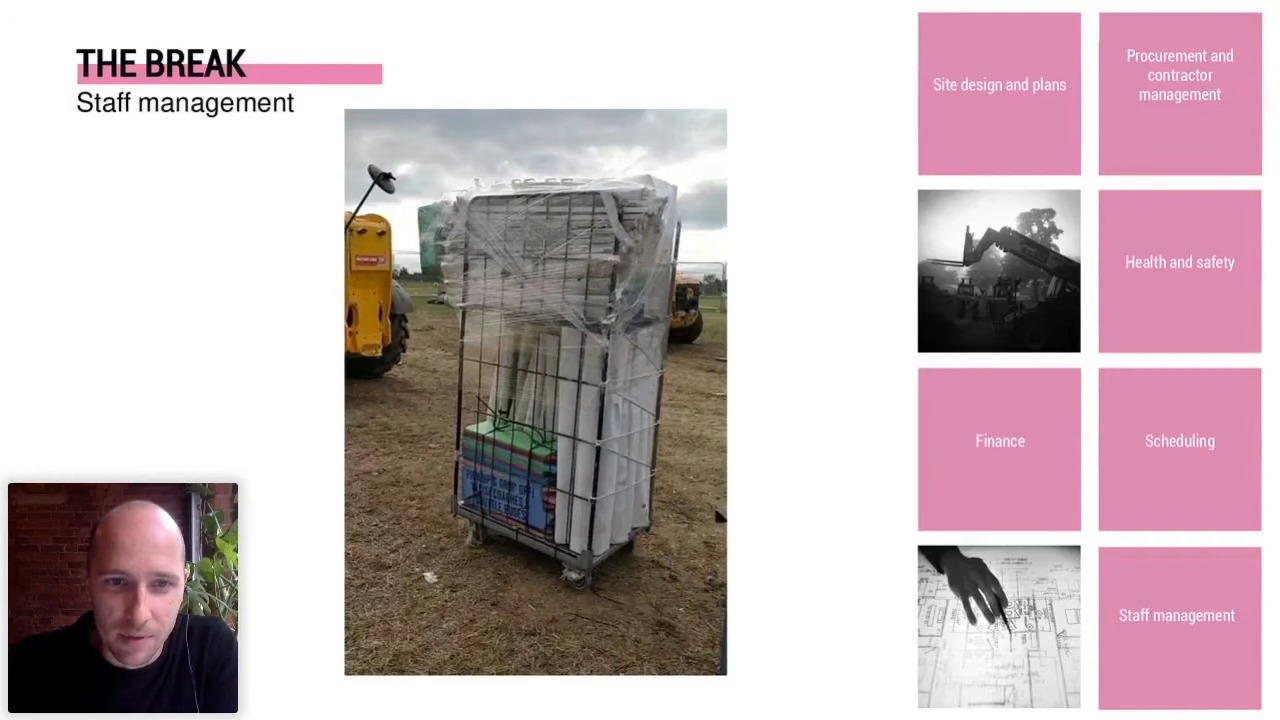 THE BREAK
Staff management
Site design and plans
Procurement and
contractor
management
Health and safety
Finance
Scheduling
Staff management